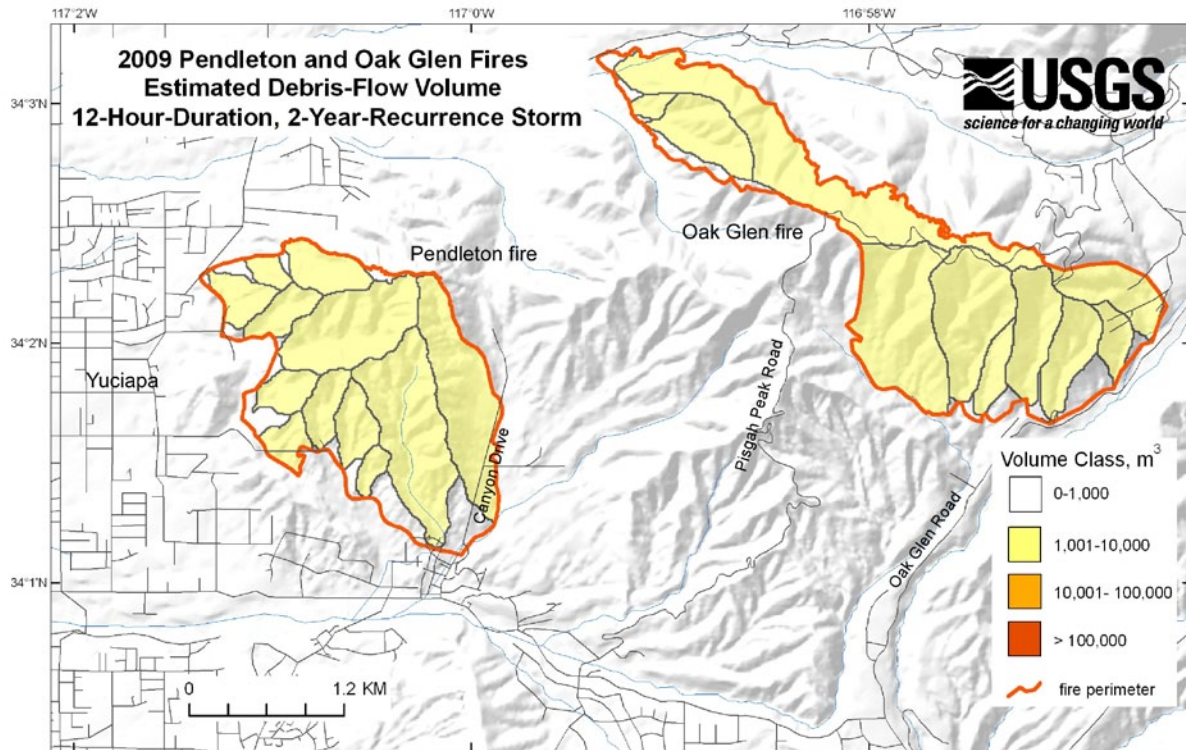 117°2'W
117°0'W
116°58'W
2009 Pendleton and Oak Glen Fires
Estimated Debris-Flow Volume
12-Hour-Duration, 2-Year-Recurrence Storm
USGS
science for a changing world
34°3'N
Oak Glen fire
Pendleton fire
34°2'N
Yuciapa
Pisgah Peak Road
Canyon Drive
Oak Glen Road
34°1'N
Volume Class, m³
0-1,000
1,001-10,000
10,001- 100,000
> 100,000
fire perimeter
0 1.2 KM